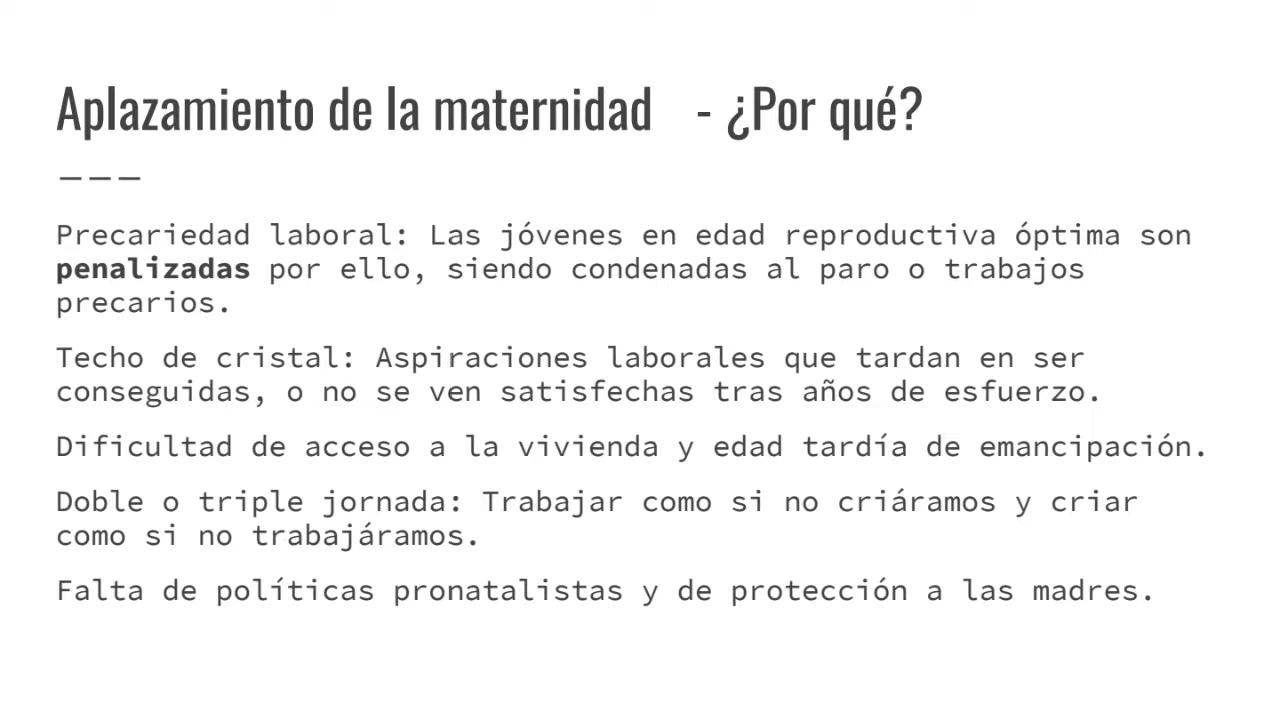 Aplazamiento de la maternidad - ¿Por qué?
Precariedad laboral: Las jóvenes en edad reproductiva óptima son
penalizadas por ello, siendo condenadas al paro o trabajos
precarios.
Techo de cristal: Aspiraciones laborales que tardan en ser
conseguidas, o no se ven satisfechas tras años de esfuerzo.
Dificultad de acceso a la vivienda y edad tardía de emancipación.
Doble o triple jornada: Trabajar como si no criáramos y criar
como si no trabajáramos.
Falta de políticas pronatalistas y de protección a las madres.